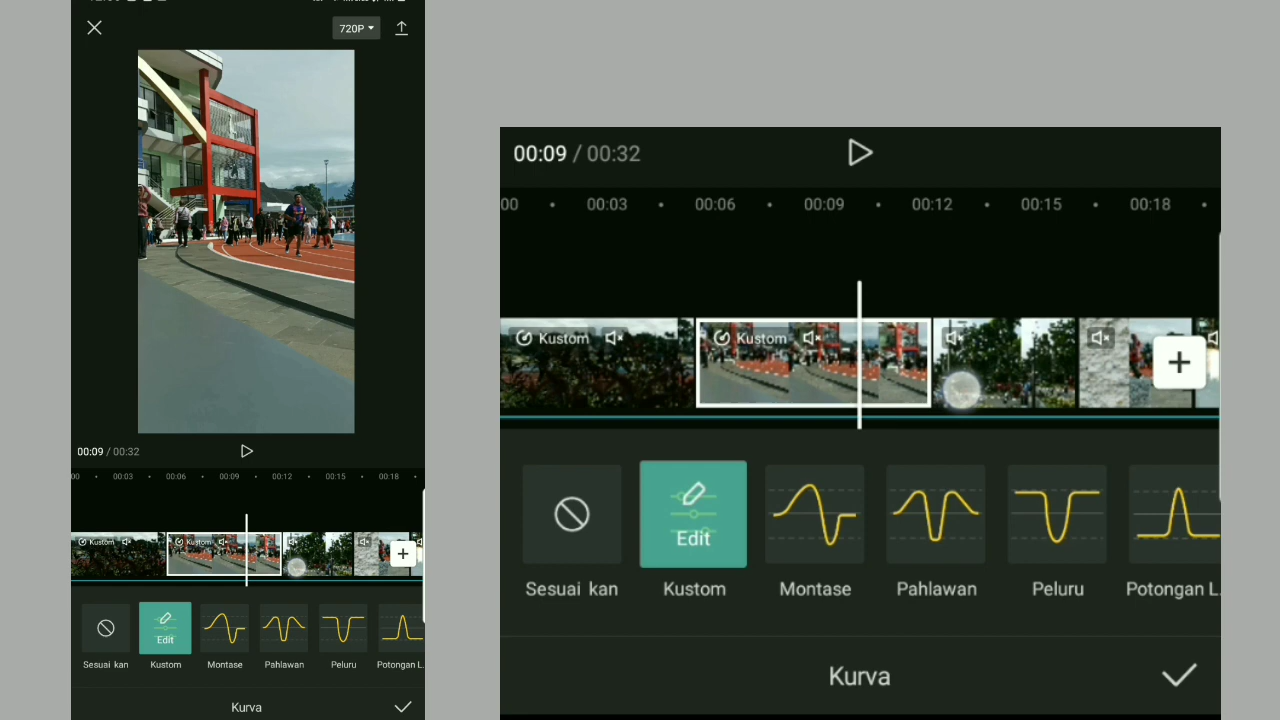 720P
00:09 / 00:32
00 00:03 00:06 00:09 00:12 00:15 00:18
Kustom Kustom
Edit
Sesuai kan Kustom Montase Pahlawan Peluru Potongan L.
Kurva
00:09 / 00:32
00 00:03 00:06 00:09 00:12 00:15 00:18
Kustom Kustom
Edit
Sesuai kan Kustom Montase Pahlawan Peluru Potongan L.
Kurva